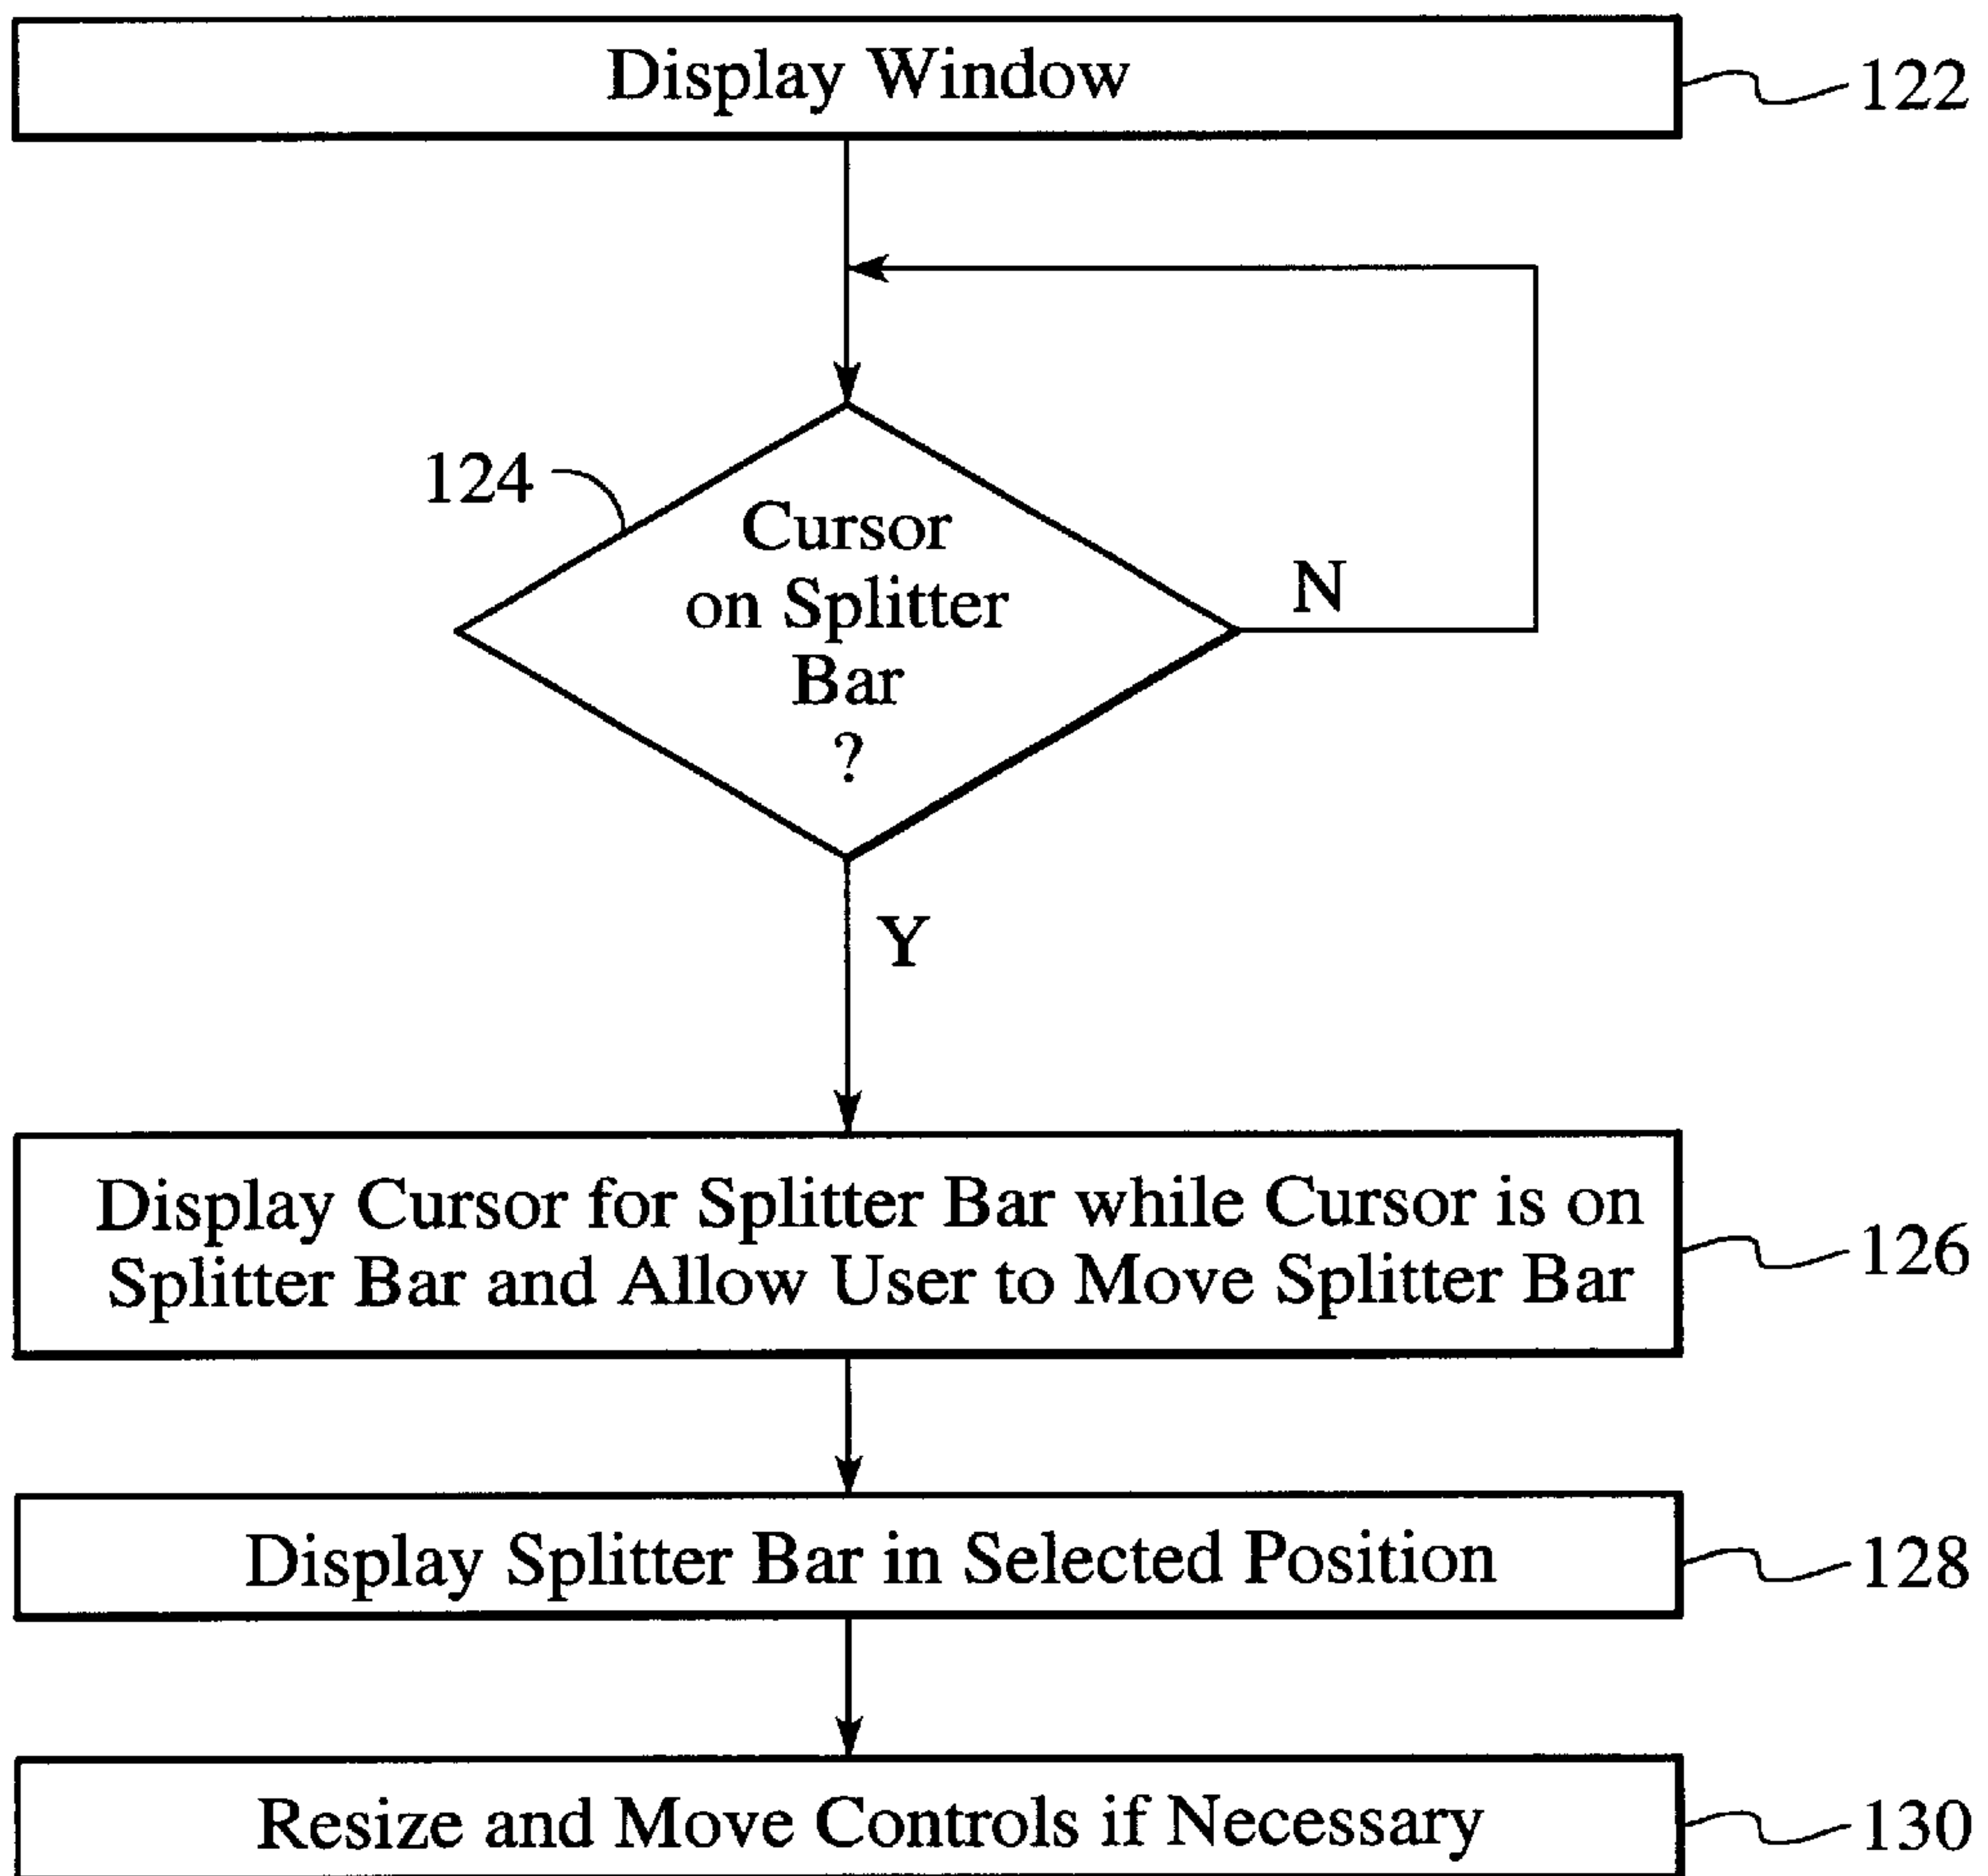 Display Window
122
124
Cursor
on Splitter
Bar
?
N
Y
Display Cursor for Splitter Bar while Cursor is on
Splitter Bar and Allow User to Move Splitter Bar
126
Display Splitter Bar in Selected Position
128
Resize and Move Controls if Necessary
130